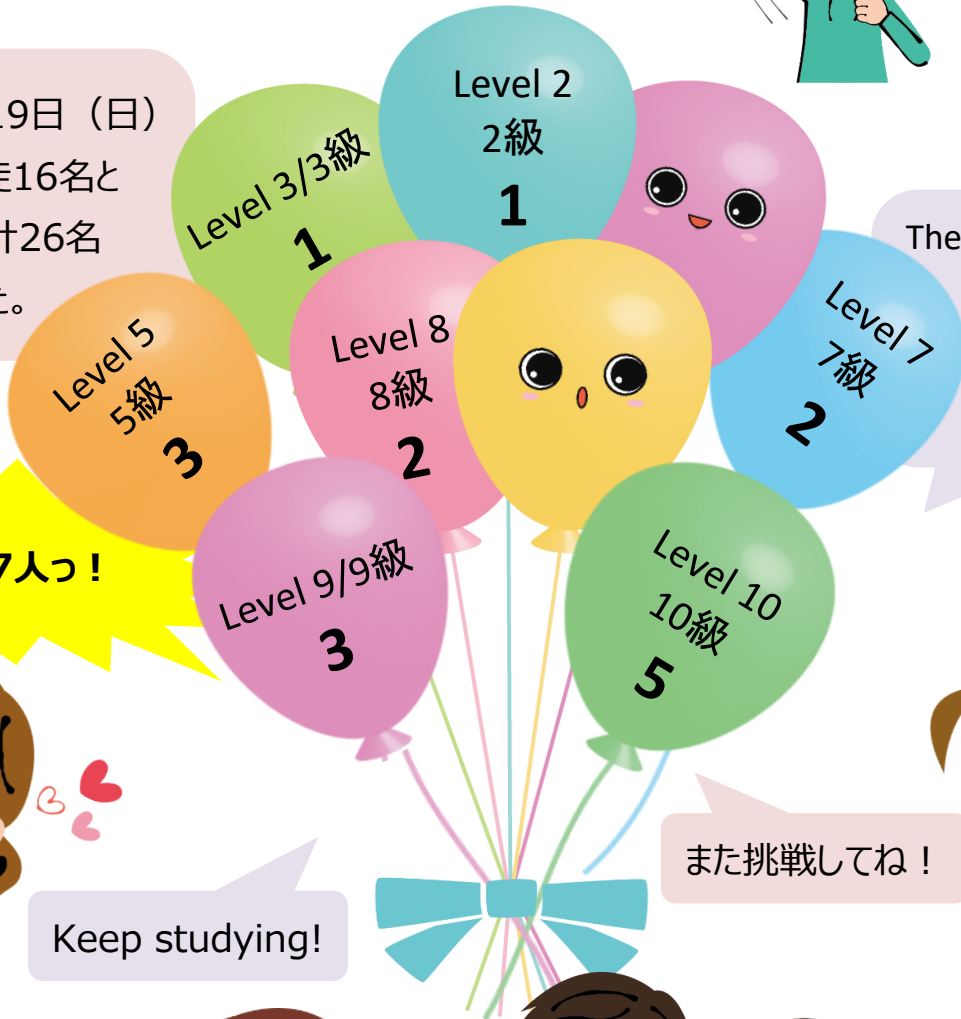 19日（日）
16名と
計26名
た。
Level 3/3級
1
Level 2
2級
1
The
Level 5
5級
3
Level 8
8級
2
Level 7
7級
2
7人っ！
Level 9/9級
3
Level 10
10級
5
また挑戦してね！
Keep studying!